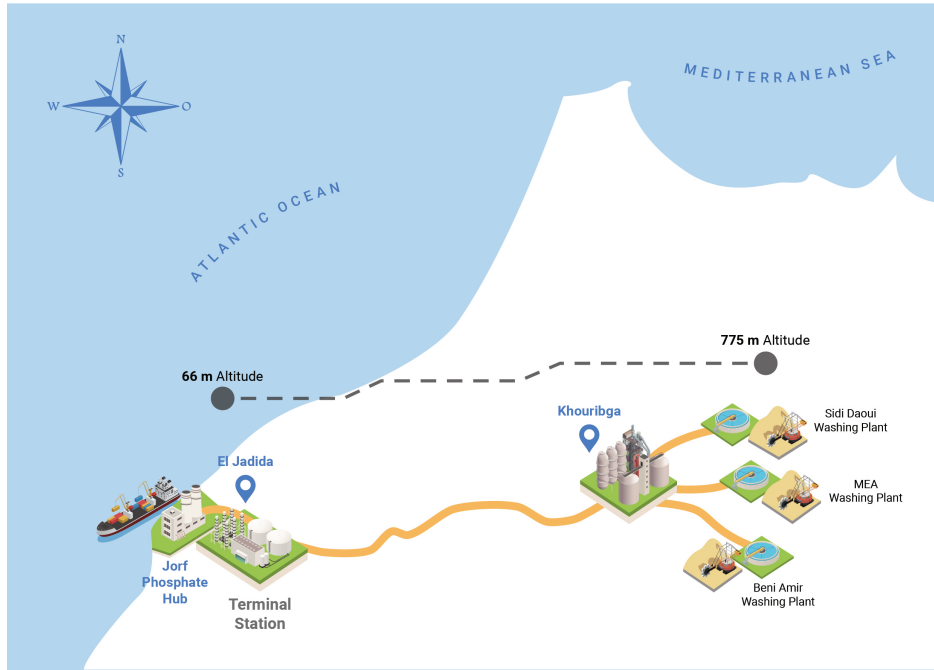 N
W
O
S
MEDITERRANEAN SEA
ATLANTIC OCEAN
775 m Altitude
66 m Altitude
Khouribga
Sidi Daoui
Washing Plant
El Jadida
MEA
Washing Plant
Jorf
Phosphate
Hub
Terminal
Station
Beni Amir
Washing Plant